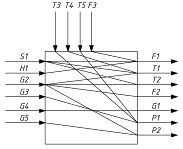 T3 T4 T5 F3
S1 F1
H1 T1
G2 T2
G3 F2
G4 G1
G5 P1
P2